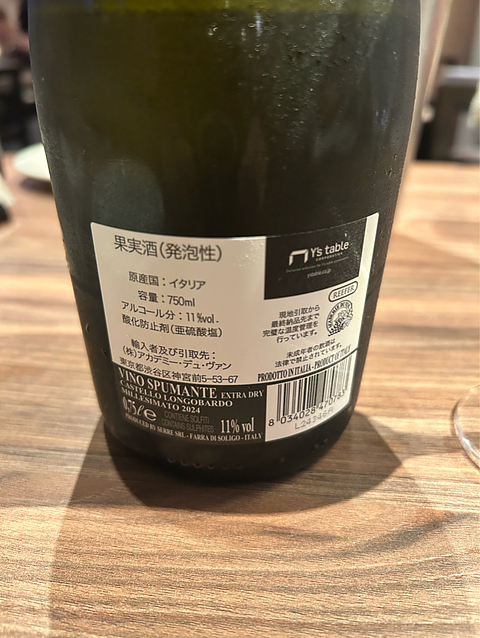 果実酒(発泡性)
原産国：イタリア
容量：750ml
アルコール分：11%vol.
酸化防止剤(亜硫酸塩)
輸入者及び引取先：
(株)アカデミー・デュ・ヴァン
東京都渋谷区神宮前5-53-67
Y's table
CORPORATION
REEFER
現地引取から
最終納品先まで
完璧な温度管理を
行っています。
未成年者の飲酒は
法律で禁止されています。
PRODOTTO IN ITALIA - PRODUCT OF ITALY
VINO SPUMANTE EXTRA DRY
CASTELLO LONGOBARDO
MILLESIMATO 2024
0,75ℓ e CONTIENE SOLFITI
CONTAINS SULPHITES 11% vol
PRODUCED BY SERRE SRL - FARRA DI SOLIGO - ITALY